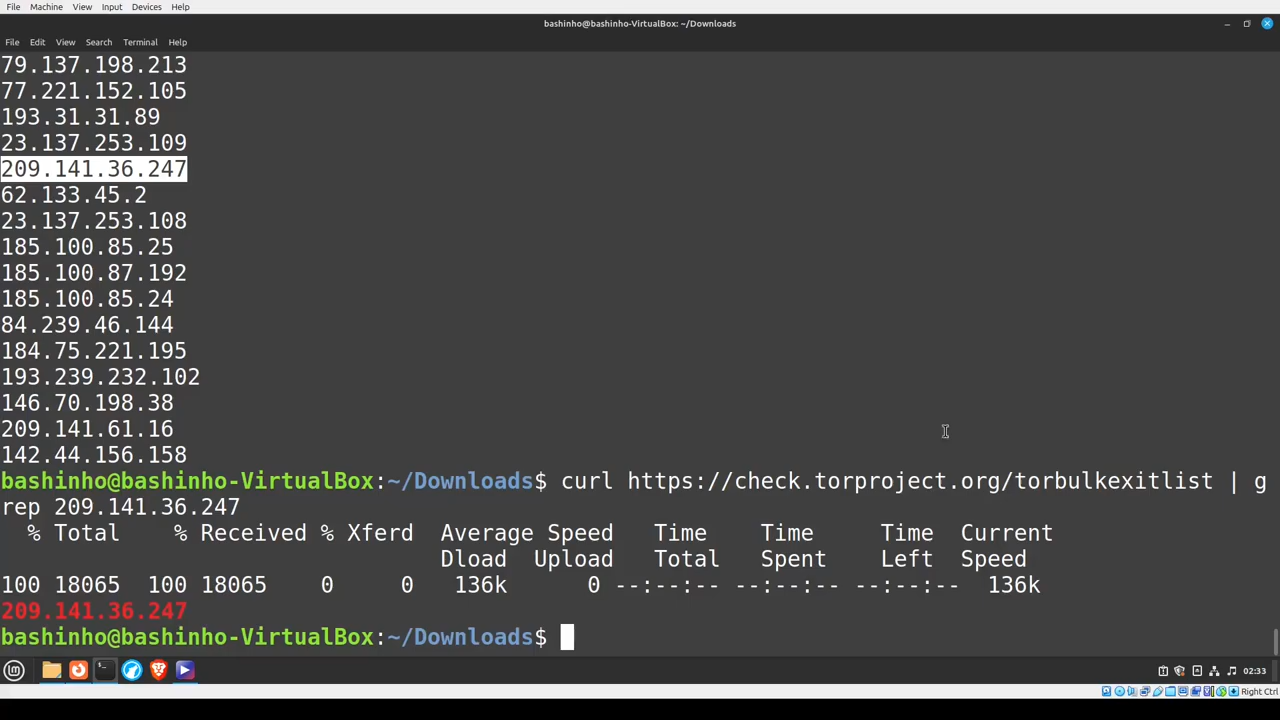 File Machine View Input Devices Help
bashinho@bashinho-VirtualBox: ~/Downloads
File Edit View Search Terminal Help
79.137.198.213
77.221.152.105
193.31.31.89
23.137.253.109
209.141.36.247
62.133.45.2
23.137.253.108
185.100.85.25
185.100.87.192
185.100.85.24
84.239.46.144
184.75.221.195
193.239.232.102
146.70.198.38
209.141.61.16
142.44.156.158
bashinho@bashinho-VirtualBox:~/Downloads$ curl https://check.torproject.org/torbulkexitlist | g
rep 209.141.36.247
% Total % Received % Xferd Average Speed Time Time Time Current
Dload Upload Total Spent Left Speed
100 18065 100 18065 0 0 136k 0 --:--:-- --:--:-- --:--:-- 136k
209.141.36.247
bashinho@bashinho-VirtualBox:~/Downloads$
02:33
Right Ctrl